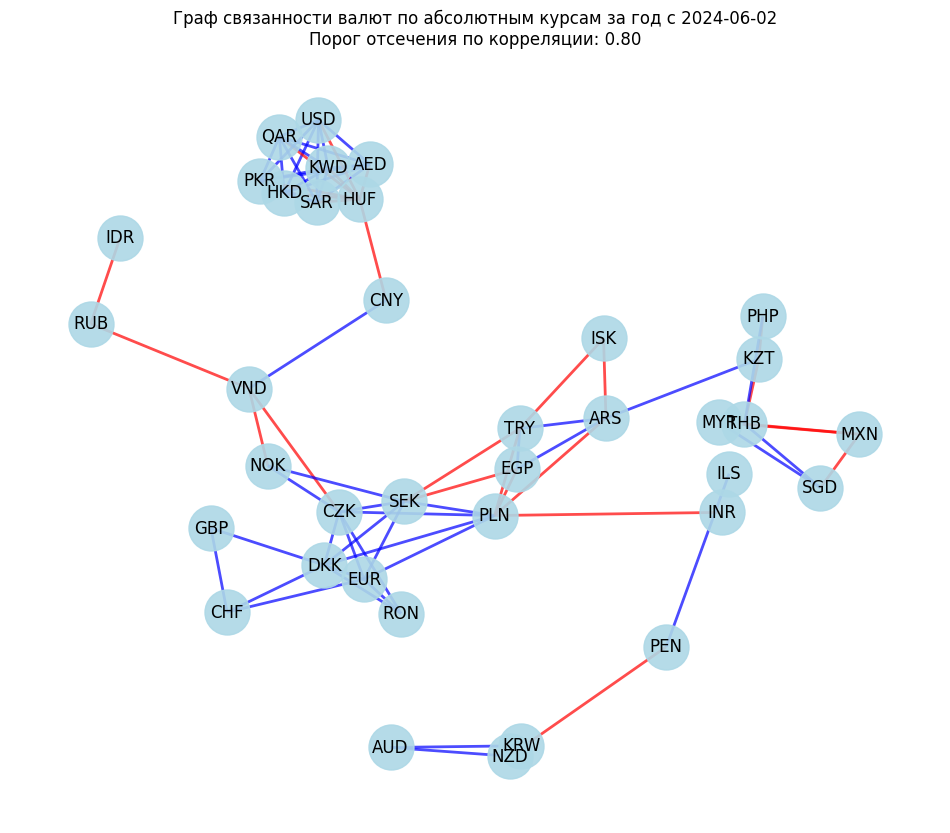 Граф связанности валют по абсолютным курсам за год с 2024-06-02
Порог отсечения по корреляции: 0.80
USD
QAR
KWD
AED
PKR
HKD
SAR
HUF
IDR
CNY
RUB
PHP
ISK
KZT
VND
ARS
MYR
THB
TRY
MXN
NOK
EGP
ILS
SGD
SEK
CZK
PLN
INR
GBP
DKK
EUR
CHF
RON
PEN
AUD
KRW
NZD